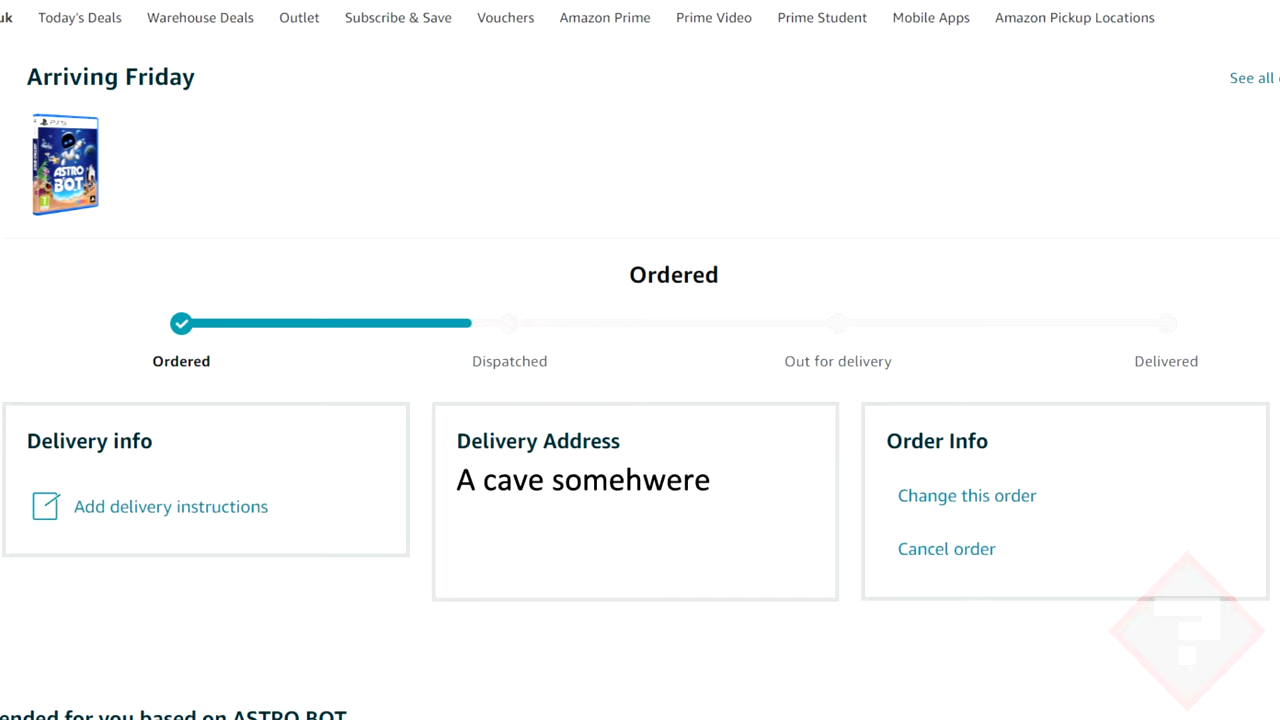 uk Today's Deals Warehouse Deals Outlet Subscribe & Save Vouchers Amazon Prime Prime Video Prime Student Mobile Apps Amazon Pickup Locations
Arriving Friday
See all
PS5
ASTRO
BOT
Ordered
Ordered Dispatched Out for delivery Delivered
Delivery info
Add delivery instructions
Delivery Address
A cave somehwere
Order Info
Change this order
Cancel order
?
ended for you based on ASTRO BOT